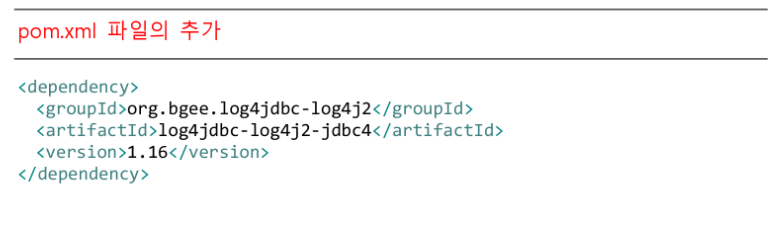 pom.xml 파일의 추가
<dependency>
  <groupId>org.bgee.log4jdbc-log4j2</groupId>
  <artifactId>log4jdbc-log4j2-jdbc4</artifactId>
  <version>1.16</version>
</dependency>